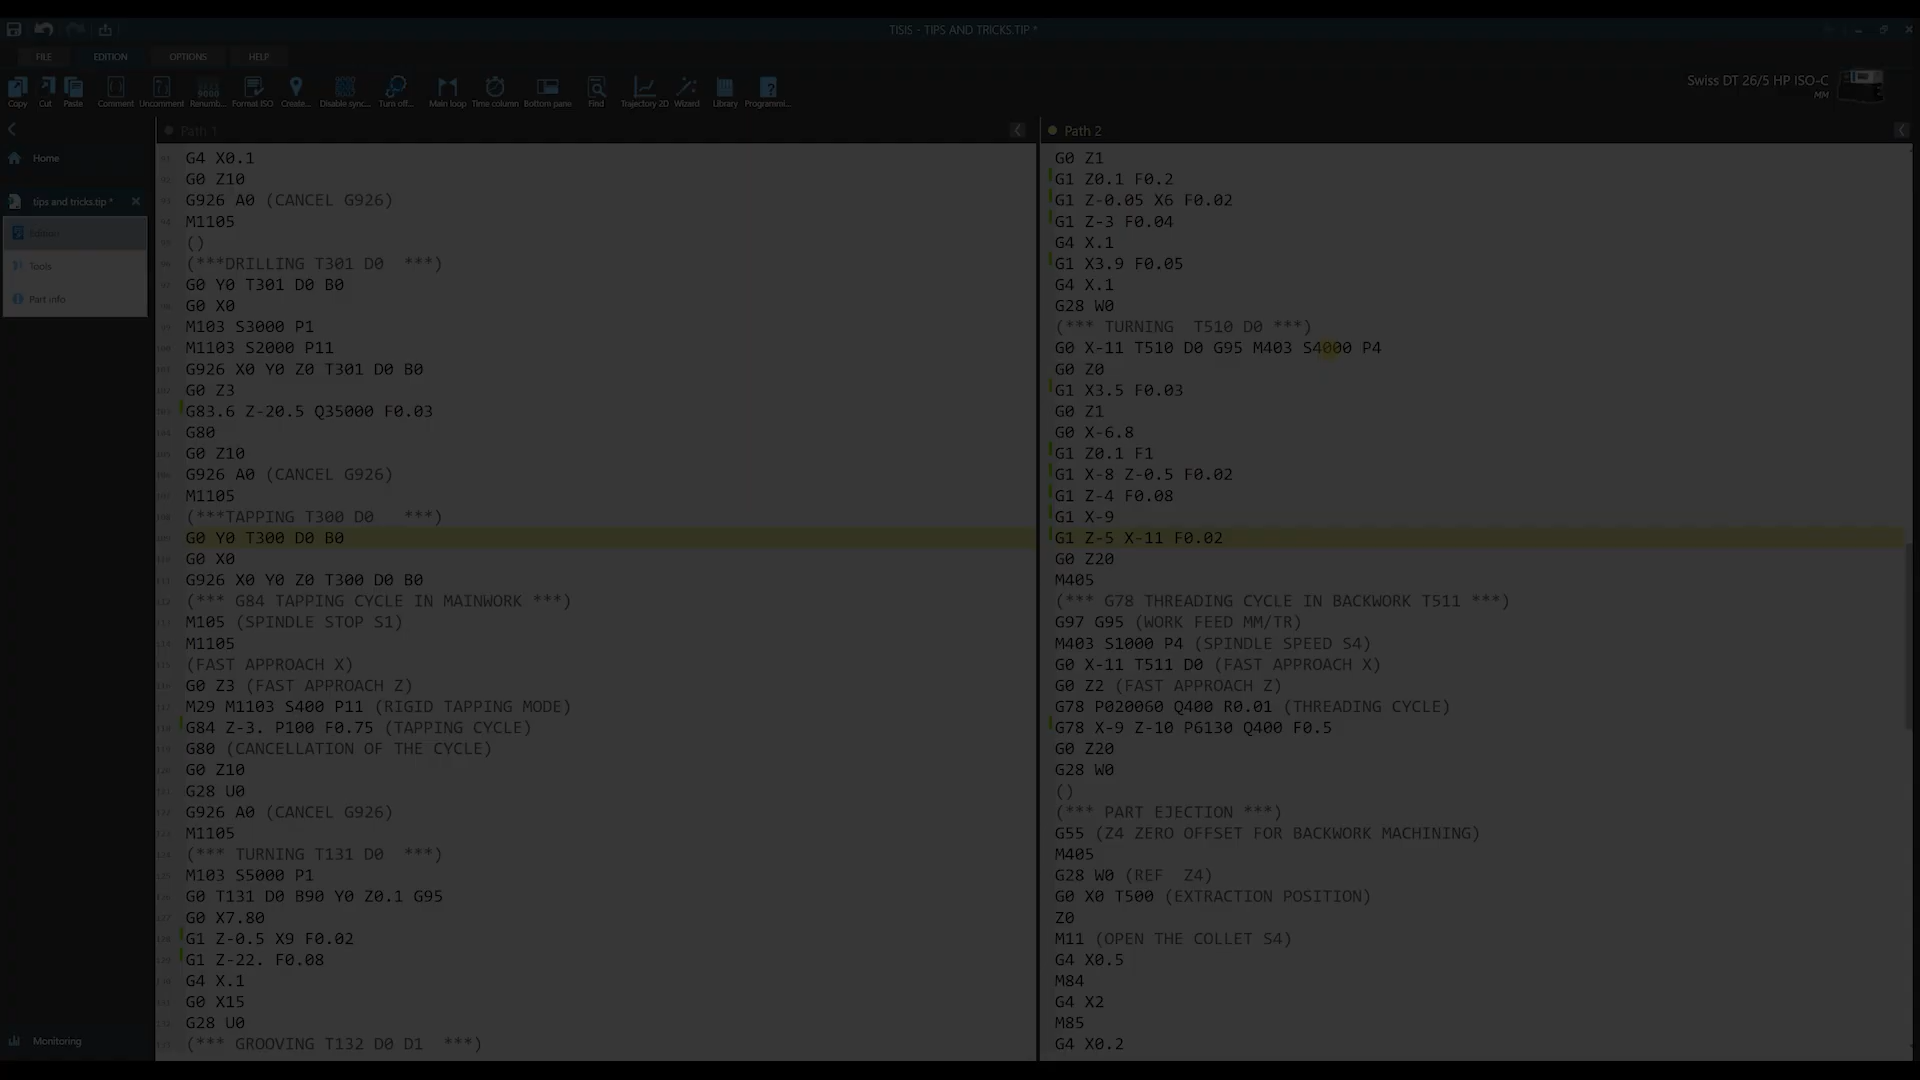 TISIS - TIPS AND TRICKS.TIP *
FILE EDITION OPTIONS HELP
Copy Cut Paste Comment Uncomment Renumb... Format ISO Create... Disable sync... Turns off... Main loop Time column Bottom pane Find Trajectory 2D Wizard Library Programmi...
Swiss DT 26/5 HP ISO-C
MM
Home
tips and tricks.tip *
Edition
Tools
Part info
Monitoring
Path 1
G4 X0.1
G0 Z10
G926 A0 (CANCEL G926)
M1105
()
(***DRILLING T301 D0 ***)
G0 Y0 T301 D0 B0
G0 X0
M103 S3000 P1
M1103 S2000 P11
G926 X0 Y0 Z0 T301 D0 B0
G0 Z3
G83.6 Z-20.5 Q35000 F0.03
G80
G0 Z10
G926 A0 (CANCEL G926)
M1105
(***TAPPING T300 D0 ***)
G0 Y0 T300 D0 B0
G0 X0
G926 X0 Y0 Z0 T300 D0 B0
(*** G84 TAPPING CYCLE IN MAINWORK ***)
M105 (SPINDLE STOP S1)
M1105
(FAST APPROACH X)
G0 Z3 (FAST APPROACH Z)
M29 M1103 S400 P11 (RIGID TAPPING MODE)
G84 Z-3. P100 F0.75 (TAPPING CYCLE)
G80 (CANCELLATION OF THE CYCLE)
G0 Z10
G28 U0
G926 A0 (CANCEL G926)
M1105
(*** TURNING T131 D0 ***)
M103 S5000 P1
G0 T131 D0 B90 Y0 Z0.1 G95
G0 X7.80
G1 Z-0.5 X9 F0.02
G1 Z-22. F0.08
G4 X.1
G0 X15
G28 U0
(*** GROOVING T132 D0 D1 ***)
Path 2
G0 Z1
G1 Z0.1 F0.2
G1 Z-0.05 X6 F0.02
G1 Z-3 F0.04
G4 X.1
G1 X3.9 F0.05
G4 X.1
G28 W0
(*** TURNING T510 D0 ***)
G0 X-11 T510 D0 G95 M403 S4000 P4
G0 Z0
G1 X3.5 F0.03
G0 Z1
G0 X-6.8
G1 Z0.1 F1
G1 X-8 Z-0.5 F0.02
G1 Z-4 F0.08
G1 X-9
G1 Z-5 X-11 F0.02
G0 Z20
M405
(*** G78 THREADING CYCLE IN BACKWORK T511 ***)
G97 G95 (WORK FEED MM/TR)
M403 S1000 P4 (SPINDLE SPEED S4)
G0 X-11 T511 D0 (FAST APPROACH X)
G0 Z2 (FAST APPROACH Z)
G78 P020060 Q400 R0.01 (THREADING CYCLE)
G78 X-9 Z-10 P6130 Q400 F0.5
G0 Z20
G28 W0
()
(*** PART EJECTION ***)
G55 (Z4 ZERO OFFSET FOR BACKWORK MACHINING)
M405
G28 W0 (REF Z4)
G0 X0 T500 (EXTRACTION POSITION)
Z0
M11 (OPEN THE COLLET S4)
G4 X0.5
M84
G4 X2
M85
G4 X0.2